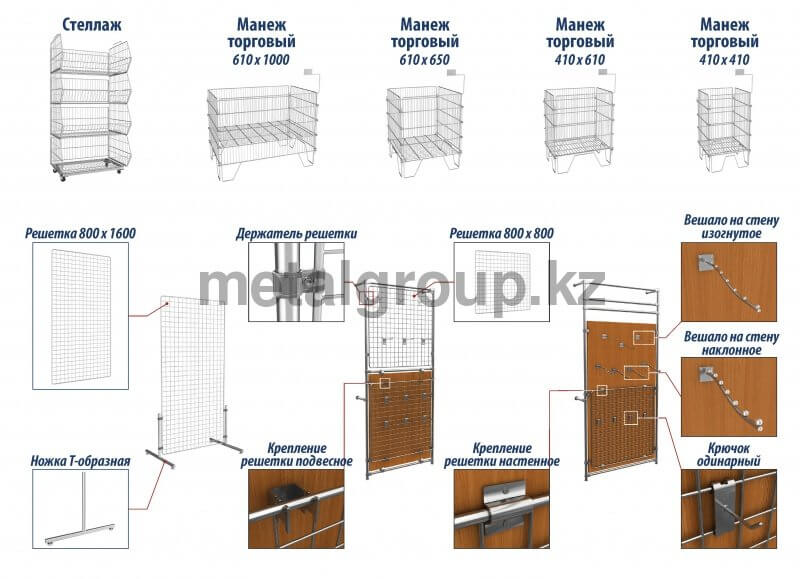 Стеллаж
Манеж
торговый
610 х 1000
Манеж
торговый
610 х 650
Манеж
торговый
410 х 610
Манеж
торговый
410 х 410
Решетка 800 х 1600
Держатель решетки
Решетка 800 х 800
Вешало на стену
изогнутое
metalgroup.kz
Вешало на стену
наклонное
Ножка Т-образная
Крепление
решетки подвесное
Крепление
решетки настенное
Крючок
одинарный